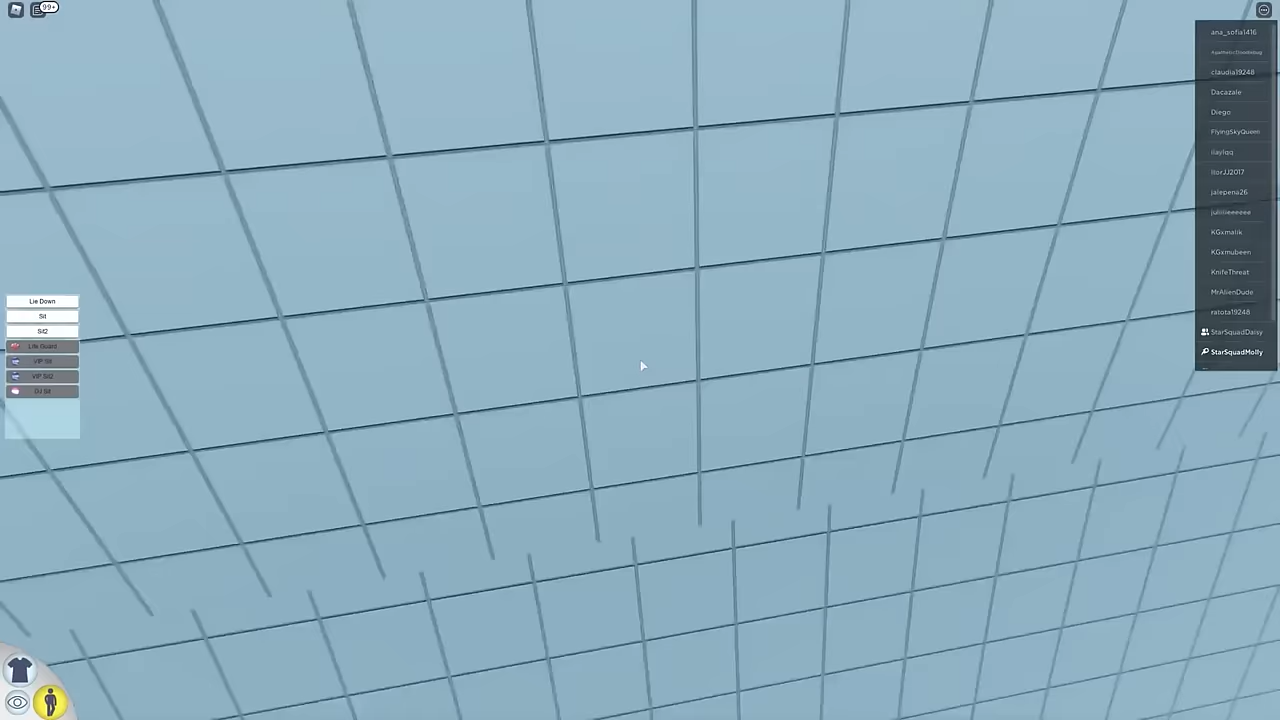 99+
ana_sofia1416
claudia19248
Dacazale
Diego
FlyingSkyQueen
ilaylqq
jalepena26
KGxmalik
KGxmubeen
KnifeThreat
MrAlienDude
ratota19248
StarSquadDaisy
StarSquadMolly
Lie Down
Sit
Sit2
Life Guard
VIP Sit
VIP Sit2
DJ Sit